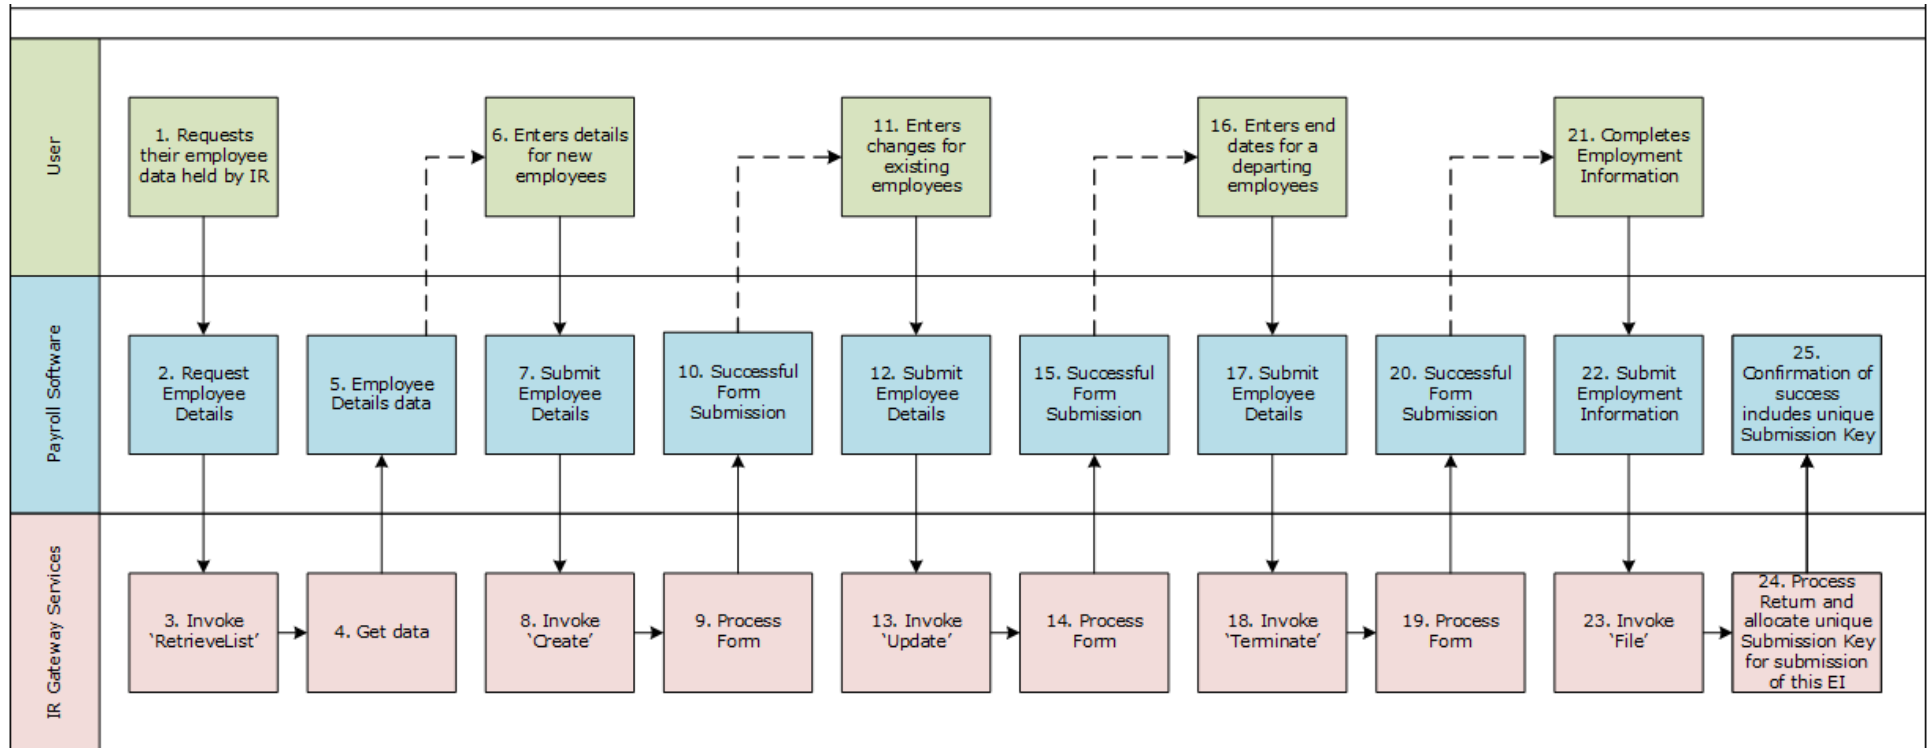 User
1. Requests
their employee
data held by IR
6. Enters details
for new
employees
11. Enters
changes for
existing
employees
16. Enters end
dates for a
departing
employees
21. Completes
Employment
Information
Payroll Software
2. Request
Employee
Details
5. Employee
Details data
7. Submit
Employee
Details
10. Successful
Form
Submission
12. Submit
Employee
Details
15. Successful
Form
Submission
17. Submit
Employee
Details
20. Successful
Form
Submission
22. Submit
Employment
Information
25.
Confirmation of
success
includes unique
Submission Key
IR Gateway Services
3. Invoke
‘RetrieveList’
4. Get data
8. Invoke
‘Create’
9. Process
Form
13. Invoke
‘Update’
14. Process
Form
18. Invoke
‘Terminate’
19. Process
Form
23. Invoke
‘File’
24. Process
Return and
allocate unique
Submission Key
for submission
of this EI